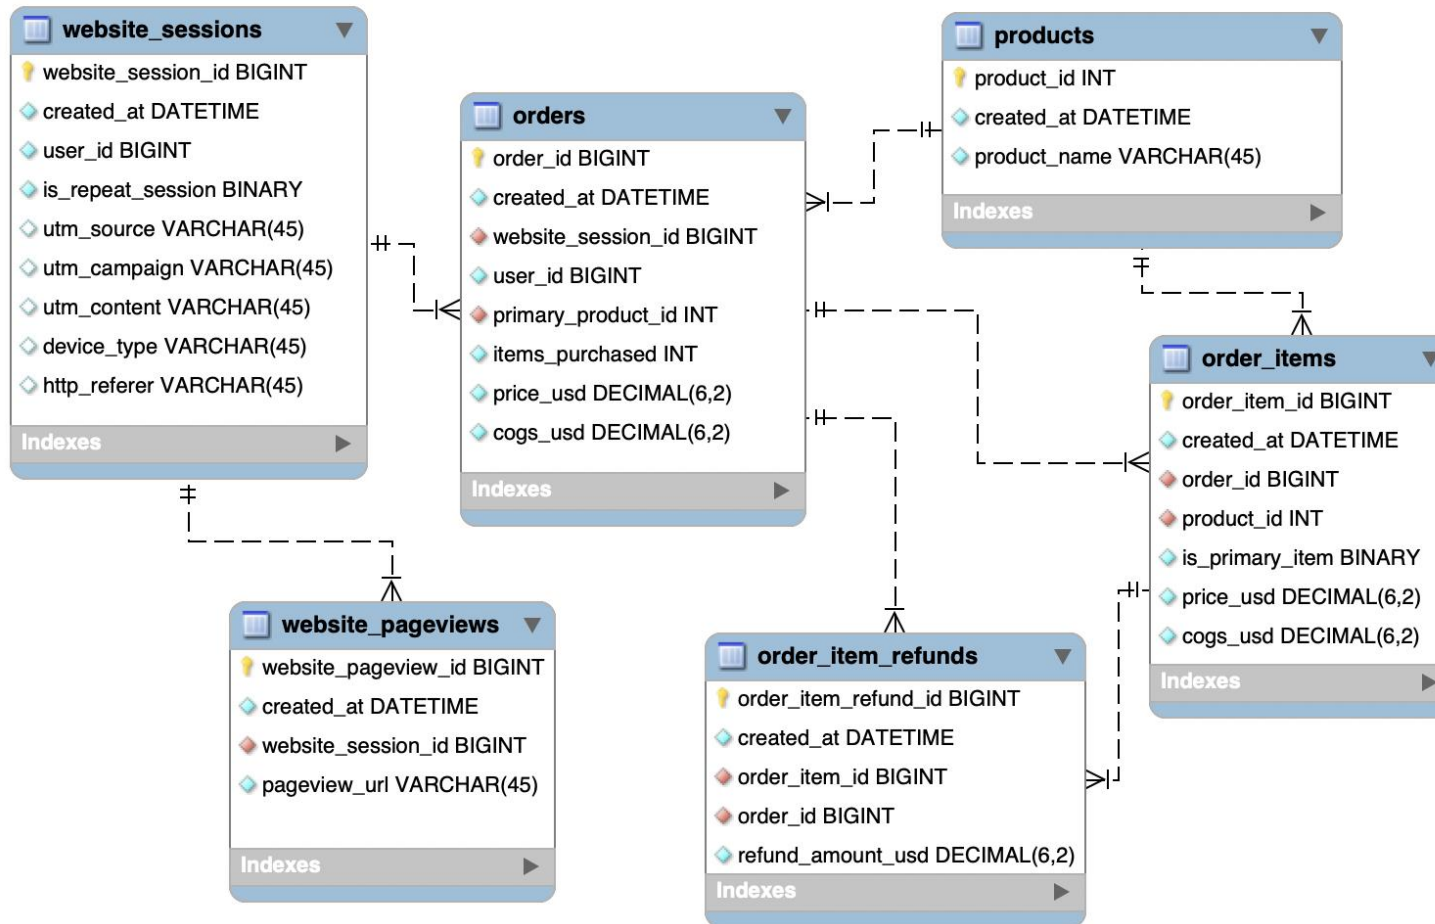 website_sessions
website_session_id BIGINT
created_at DATETIME
user_id BIGINT
is_repeat_session BINARY
utm_source VARCHAR(45)
utm_campaign VARCHAR(45)
utm_content VARCHAR(45)
device_type VARCHAR(45)
http_referer VARCHAR(45)
Indexes
orders
order_id BIGINT
created_at DATETIME
website_session_id BIGINT
user_id BIGINT
primary_product_id INT
items_purchased INT
price_usd DECIMAL(6,2)
cogs_usd DECIMAL(6,2)
Indexes
products
product_id INT
created_at DATETIME
product_name VARCHAR(45)
Indexes
order_items
order_item_id BIGINT
created_at DATETIME
order_id BIGINT
product_id INT
is_primary_item BINARY
price_usd DECIMAL(6,2)
cogs_usd DECIMAL(6,2)
Indexes
website_pageviews
website_pageview_id BIGINT
created_at DATETIME
website_session_id BIGINT
pageview_url VARCHAR(45)
Indexes
order_item_refunds
order_item_refund_id BIGINT
created_at DATETIME
order_item_id BIGINT
order_id BIGINT
refund_amount_usd DECIMAL(6,2)
Indexes